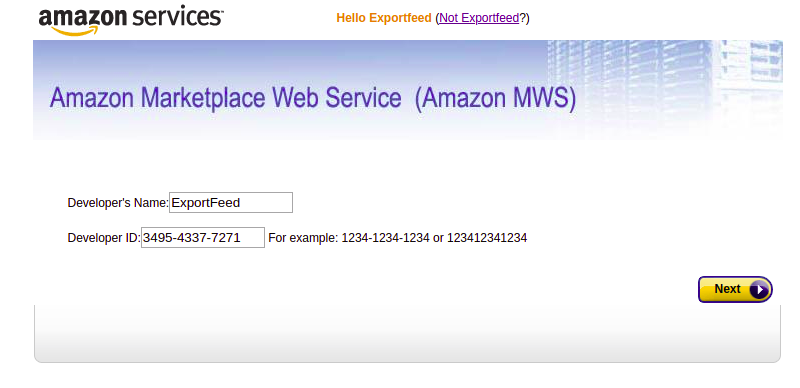 amazon services
Hello Exportfeed (Not Exportfeed?)
Amazon Marketplace Web Service (Amazon MWS)
Developer's Name: ExportFeed
Developer ID: 3495-4337-7271 For example: 1234-1234-1234 or 123412341234
Next